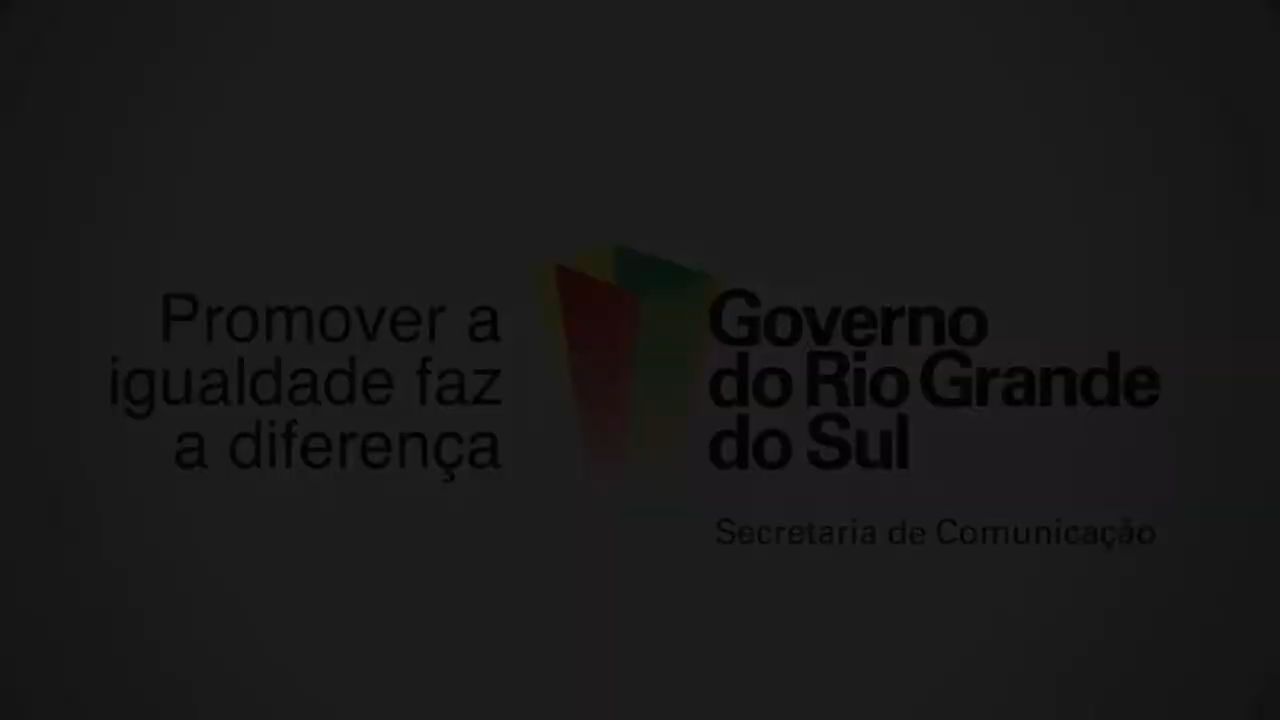 Promover a
igualdade faz
a diferença
Governo
do Rio Grande
do Sul
Secretaria de Comunicação